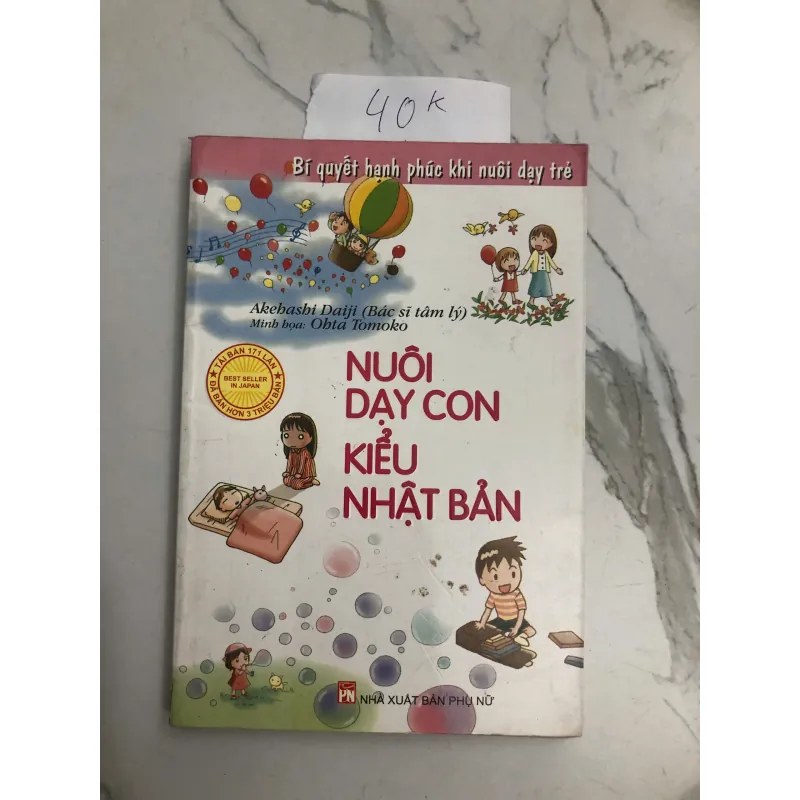 40K
Bí quyết hạnh phúc khi nuôi dạy trẻ
Akehashi Daiji (Bác sĩ tâm lý)
Minh họa: Ohta Tomoko
TÁI BẢN 171 LẦN
BEST SELLER
IN JAPAN
ĐÃ BÁN HƠN 3 TRIỆU BẢN
NUÔI
DẠY CON
KIỂU
NHẬT BẢN
PN NHÀ XUẤT BẢN PHỤ NỮ